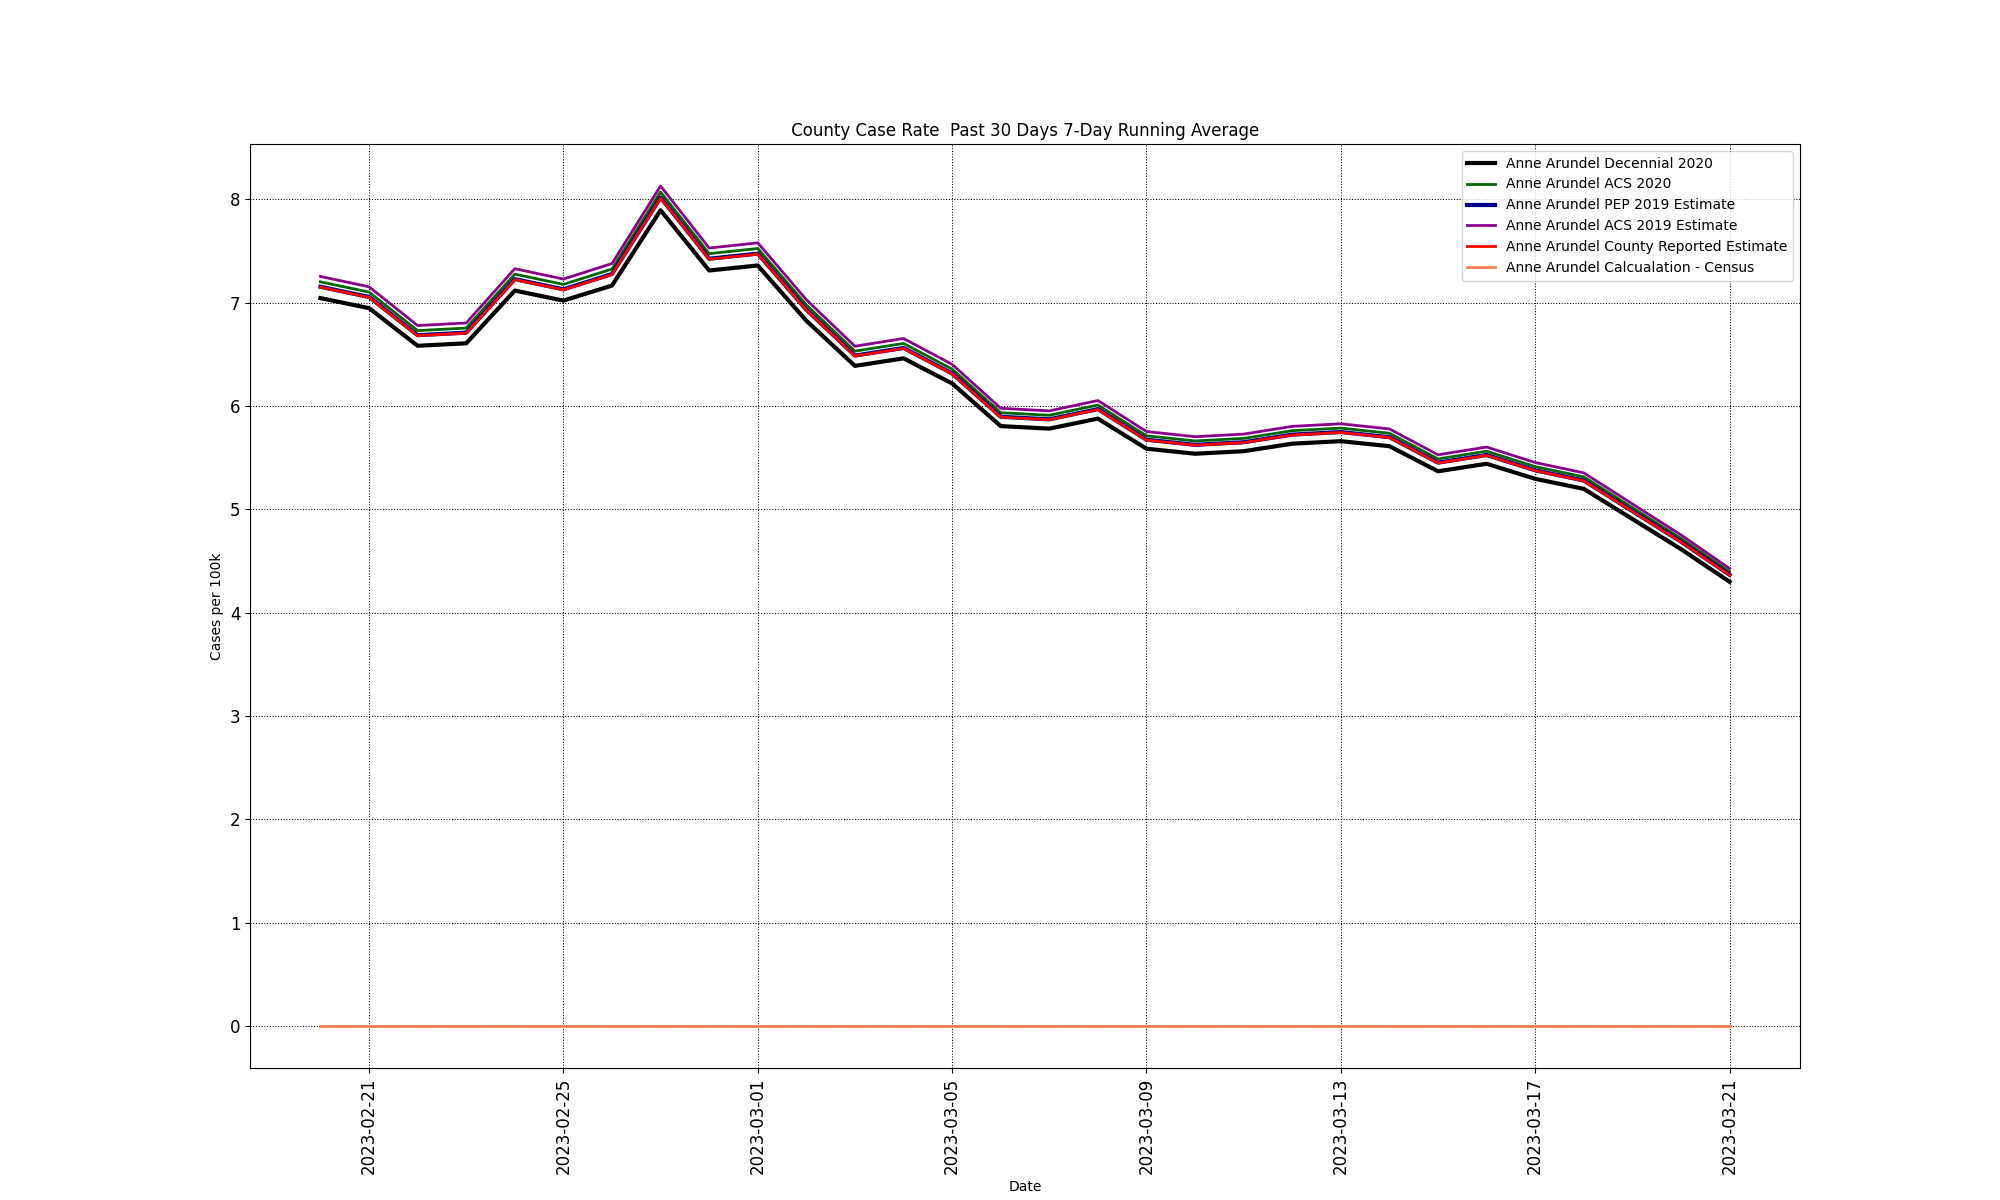 County Case Rate  Past 30 Days 7-Day Running Average
Anne Arundel Decennial 2020
Anne Arundel ACS 2020
Anne Arundel PEP 2019 Estimate
Anne Arundel ACS 2019 Estimate
Anne Arundel County Reported Estimate
Anne Arundel Calcualation - Census
8
7
6
5
4
3
2
1
0
Cases per 100k
2023-02-21
2023-02-25
2023-03-01
2023-03-05
2023-03-09
2023-03-13
2023-03-17
2023-03-21
Date